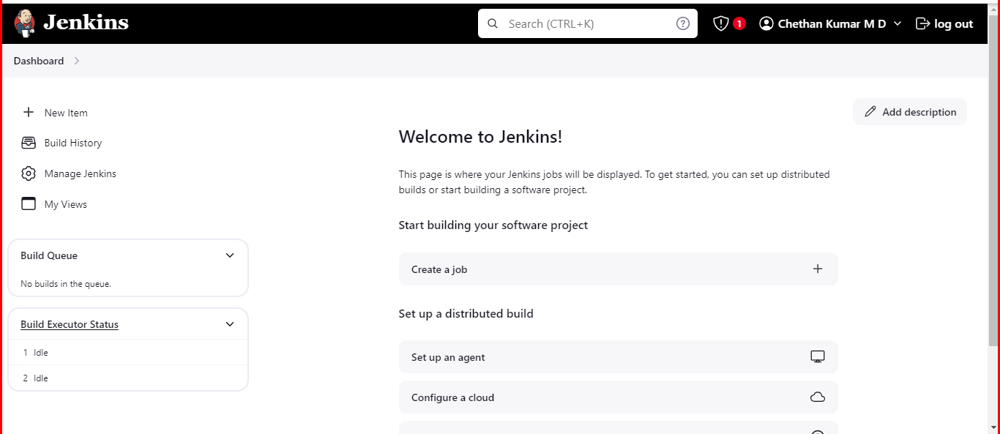 Jenkins
Search (CTRL+K)
1
Chethan Kumar M D
log out
Dashboard
New Item
Build History
Manage Jenkins
My Views
Build Queue
No builds in the queue.
Build Executor Status
1 Idle
2 Idle
Add description
Welcome to Jenkins!
This page is where your Jenkins jobs will be displayed. To get started, you can set up distributed
builds or start building a software project.
Start building your software project
Create a job
Set up a distributed build
Set up an agent
Configure a cloud